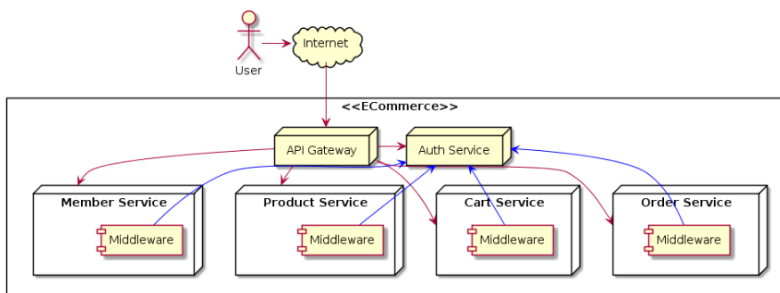 Internet
User
<<ECommerce>>
API Gateway
Auth Service
Member Service
Product Service
Cart Service
Order Service
Middleware
Middleware
Middleware
Middleware